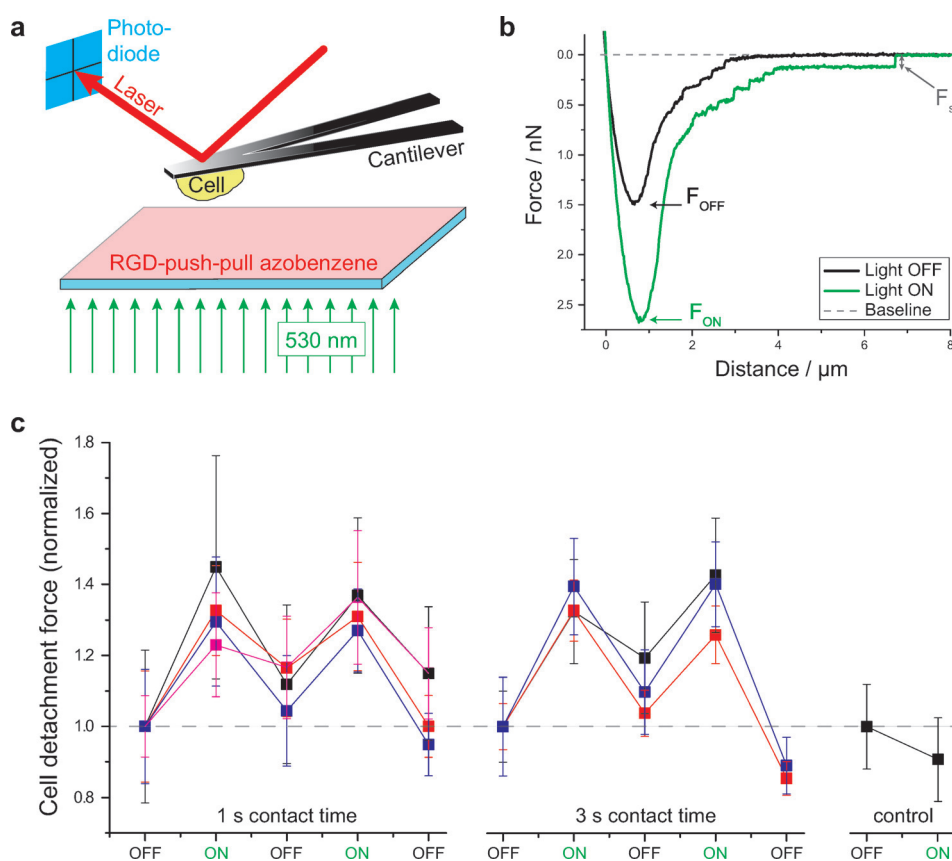 a
Photo-
diode
Laser
Cantilever
Cell
RGD-push-pull azobenzene
530 nm
b
Force / nN
0.0
0.5
1.0
1.5
2.0
2.5
F OFF
F ON
F s
Light OFF
Light ON
Baseline
0 2 4 6 8
Distance / µm
c
Cell detachment force (normalized)
1.8
1.6
1.4
1.2
1.0
0.8
1 s contact time
3 s contact time
control
OFF ON OFF ON OFF OFF ON OFF ON OFF OFF ON